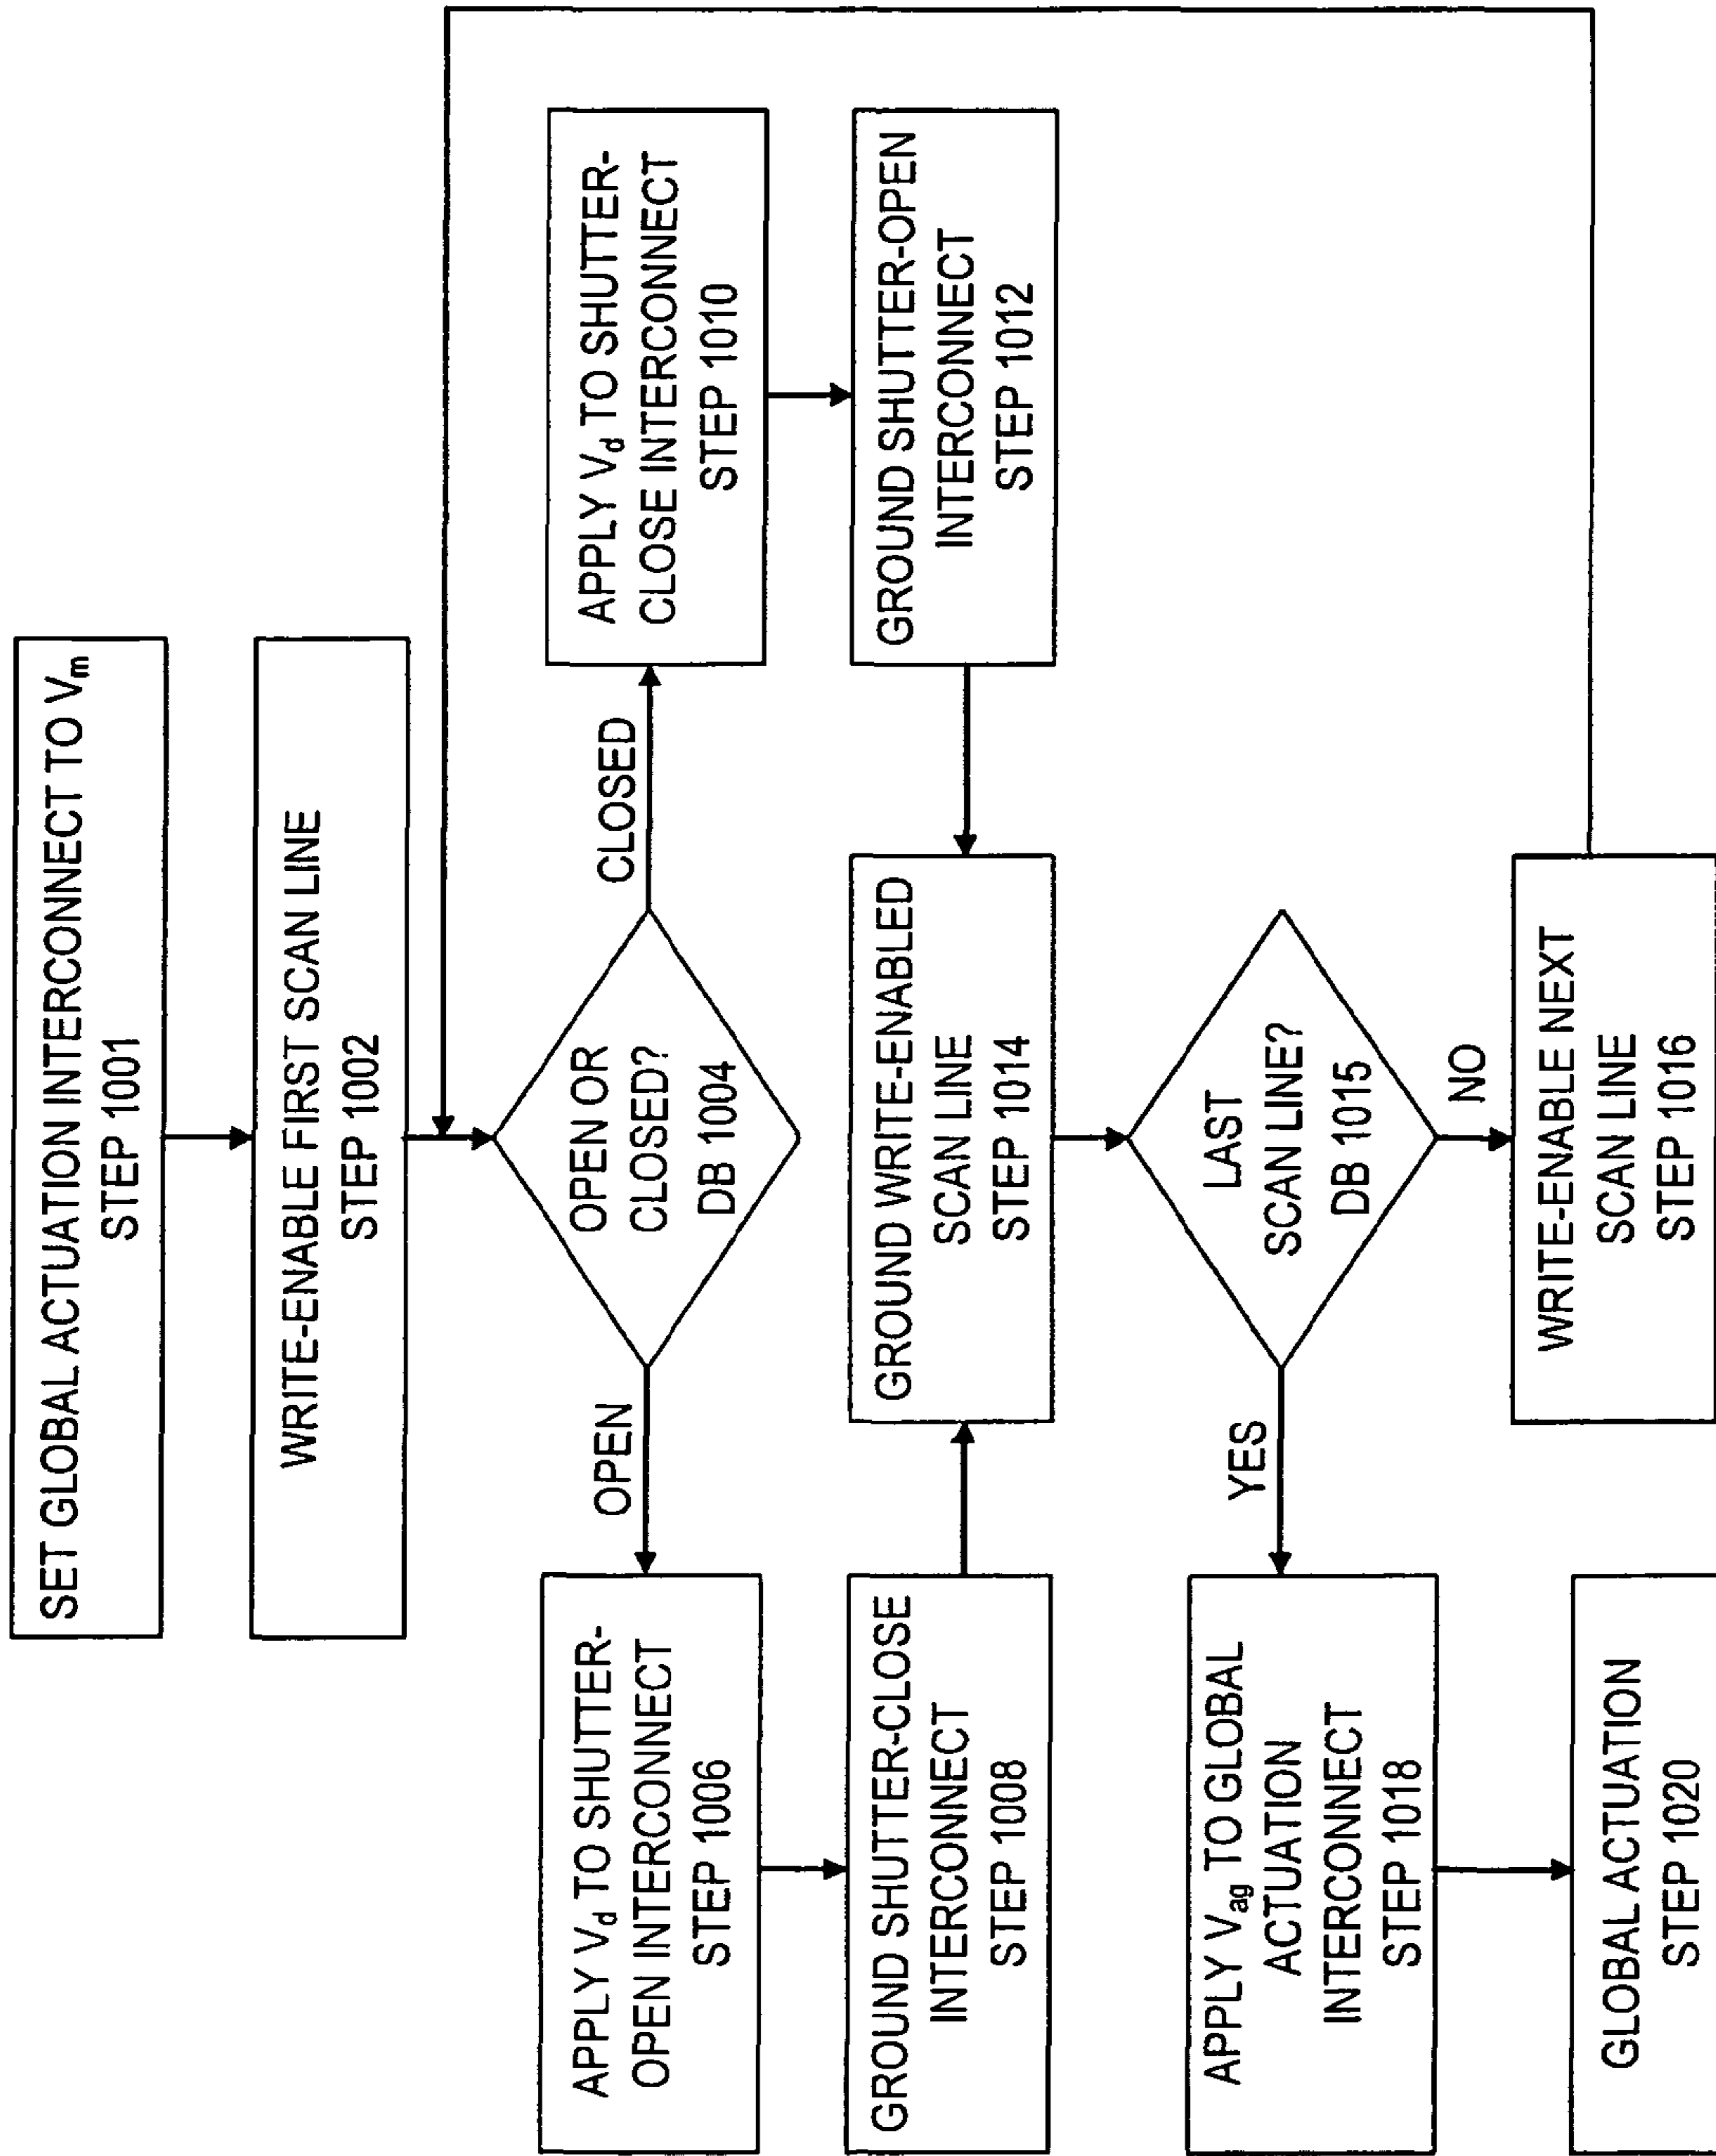 SET GLOBAL ACTUATION INTERCONNECT TO Vm
STEP 1001
WRITE-ENABLE FIRST SCAN LINE
STEP 1002
OPEN OR
CLOSED?
DB 1004
OPEN
CLOSED
APPLY Vd TO SHUTTER-
OPEN INTERCONNECT
STEP 1006
APPLY Vd TO SHUTTER-
CLOSE INTERCONNECT
STEP 1010
GROUND SHUTTER-CLOSE
INTERCONNECT
STEP 1008
GROUND WRITE-ENABLED
SCAN LINE
STEP 1014
GROUND SHUTTER-OPEN
INTERCONNECT
STEP 1012
LAST
SCAN LINE?
DB 1015
YES
NO
APPLY Vag TO GLOBAL
ACTUATION
INTERCONNECT
STEP 1018
WRITE-ENABLE NEXT
SCAN LINE
STEP 1016
GLOBAL ACTUATION
STEP 1020